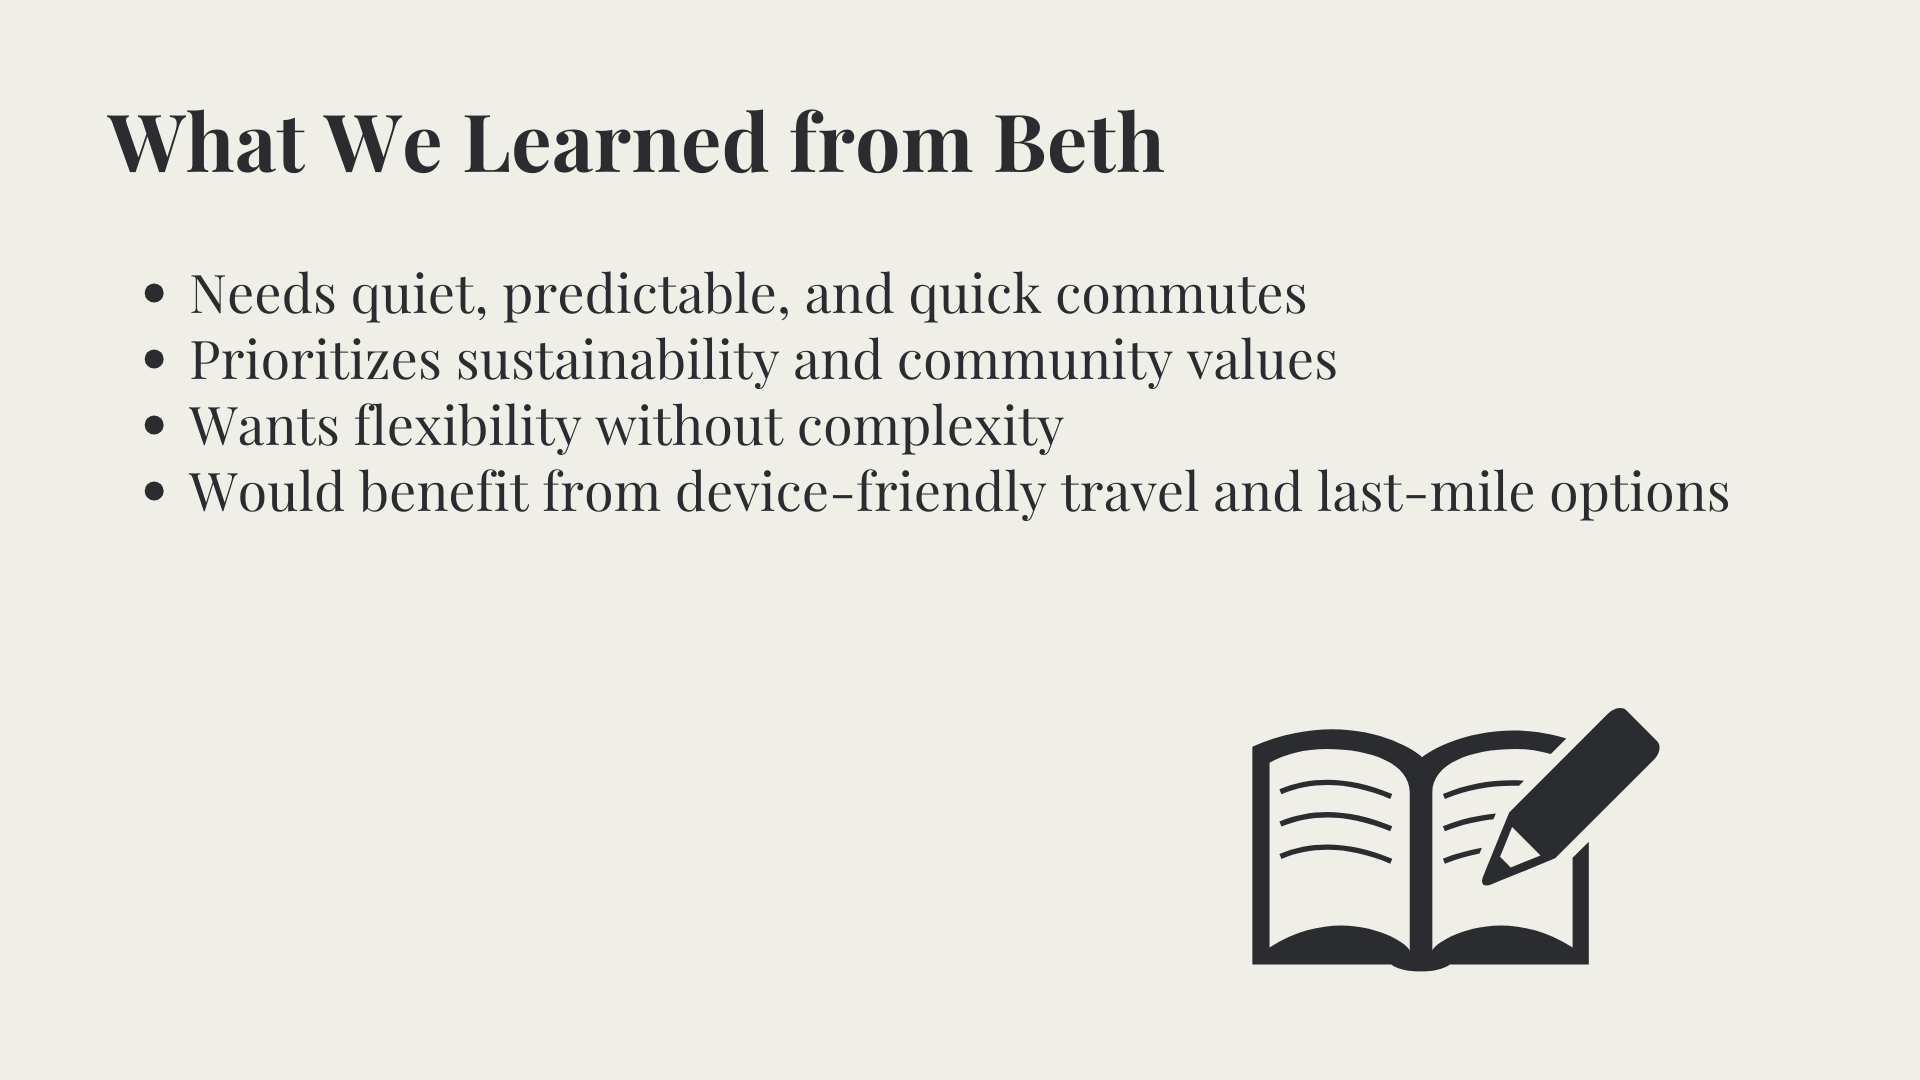 What We Learned from Beth
• Needs quiet, predictable, and quick commutes
• Prioritizes sustainability and community values
• Wants flexibility without complexity
• Would benefit from device-friendly travel and last-mile options